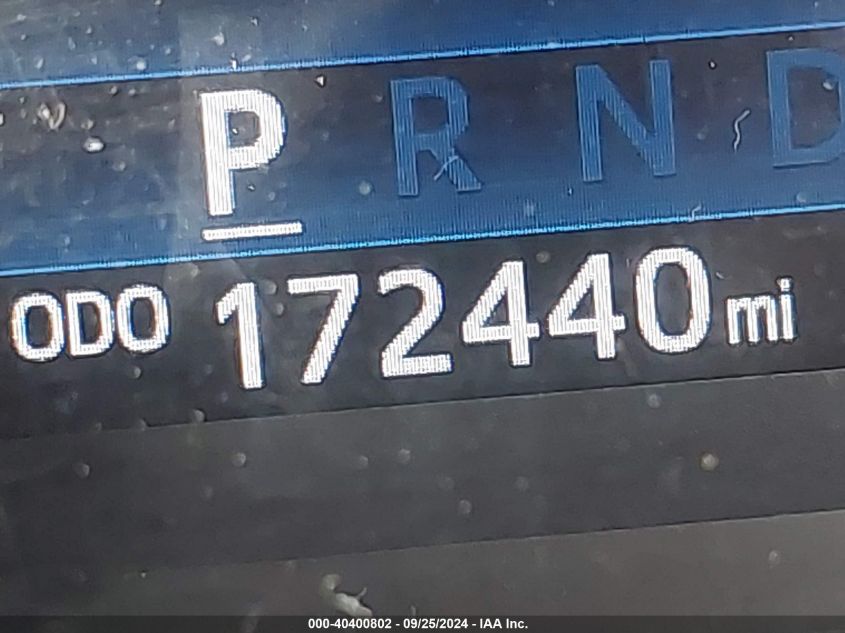 P R N D
ODO 172440 mi
000-40400802 - 09/25/2024 - IAA Inc.